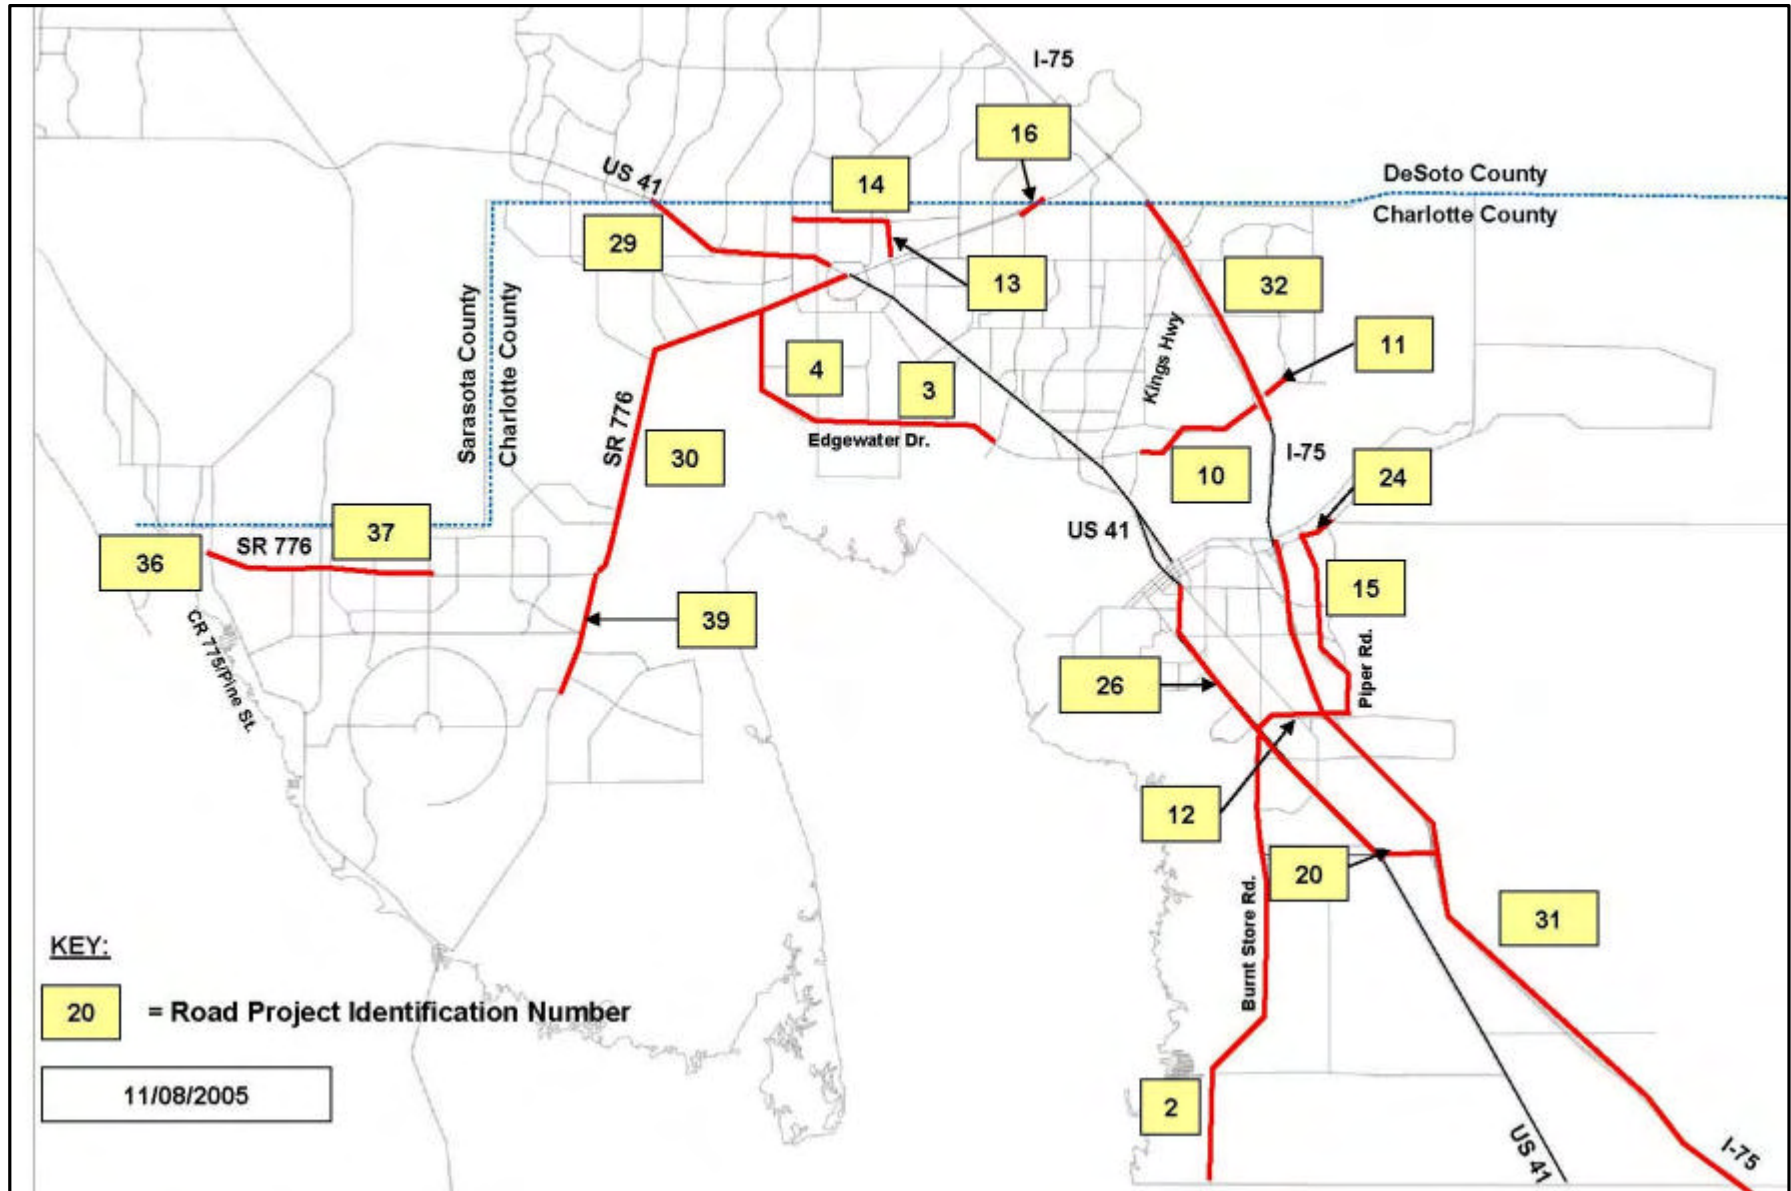 I-75
16
DeSoto County
US 41
14
Charlotte County
29
13
32
Sarasota County
Charlotte County
Kings Hwy
11
4
3
SR 776
Edgewater Dr.
30
I-75
10
24
37
US 41
SR 776
36
15
39
CR 775/Pine St.
26
Piper Rd.
12
20
Burnt Store Rd.
31
KEY:
20 = Road Project Identification Number
11/08/2005
2
US 41
I-75